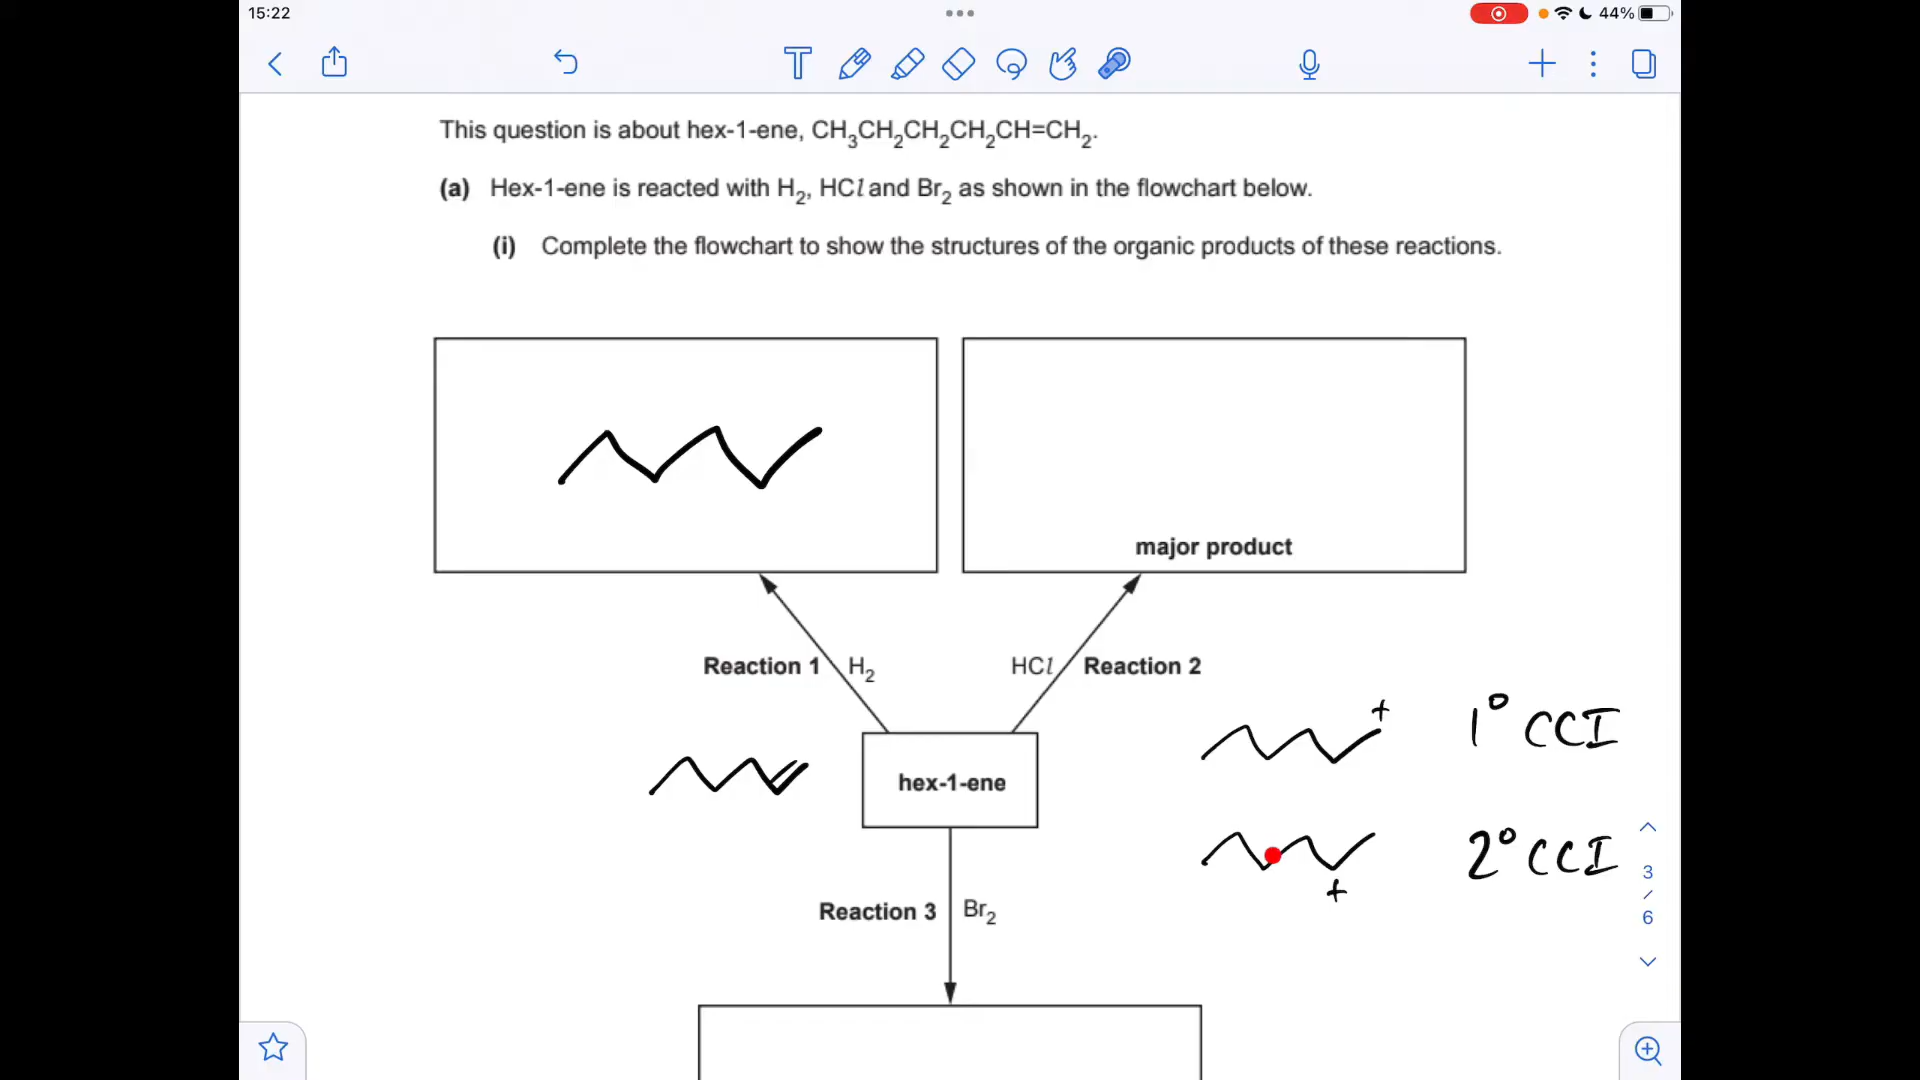 15:22
44%
This question is about hex-1-ene, CH₃CH₂CH₂CH₂CH=CH₂.
(a) Hex-1-ene is reacted with H₂, HCl and Br₂ as shown in the flowchart below.
(i) Complete the flowchart to show the structures of the organic products of these reactions.
major product
Reaction 1 H₂
HCl Reaction 2
+ 1° CCI
hex-1-ene
+ 2° CCI
3
/
6
Reaction 3 Br₂